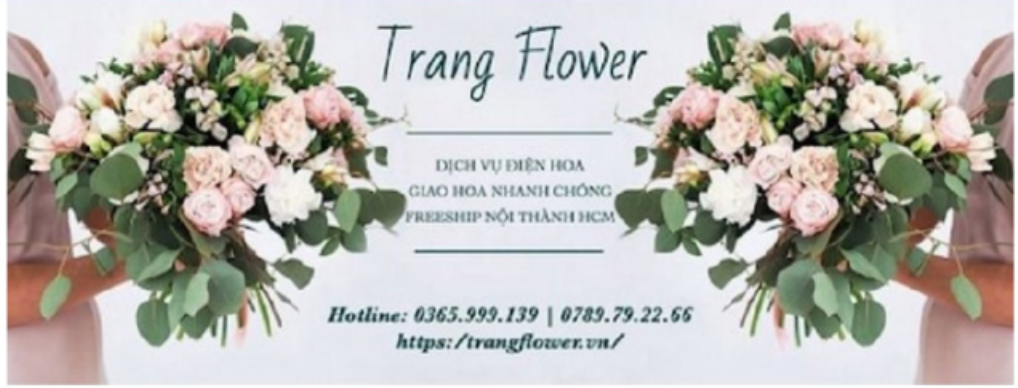 Trang Flower
DỊCH VỤ ĐIỆN HOA
GIAO HOA NHANH CHÓNG
FREESHIP NỘI THÀNH HCM
Hotline: 0365.999.139 | 0789.79.22.66
https:/trangflower.vn/